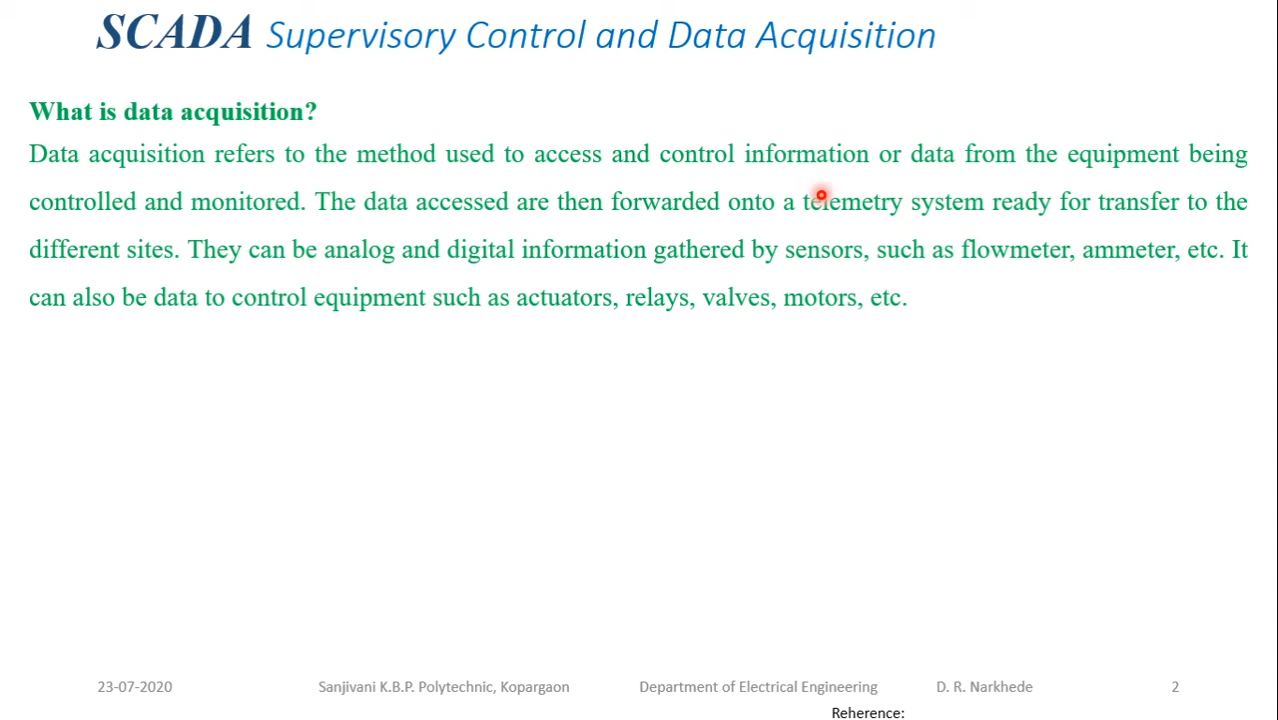 SCADA Supervisory Control and Data Acquisition
What is data acquisition?
Data acquisition refers to the method used to access and control information or data from the equipment being
controlled and monitored. The data accessed are then forwarded onto a telemetry system ready for transfer to the
different sites. They can be analog and digital information gathered by sensors, such as flowmeter, ammeter, etc. It
can also be data to control equipment such as actuators, relays, valves, motors, etc.
23-07-2020 Sanjivani K.B.P. Polytechnic, Kopargaon Department of Electrical Engineering D. R. Narkhede 2
Reherence: